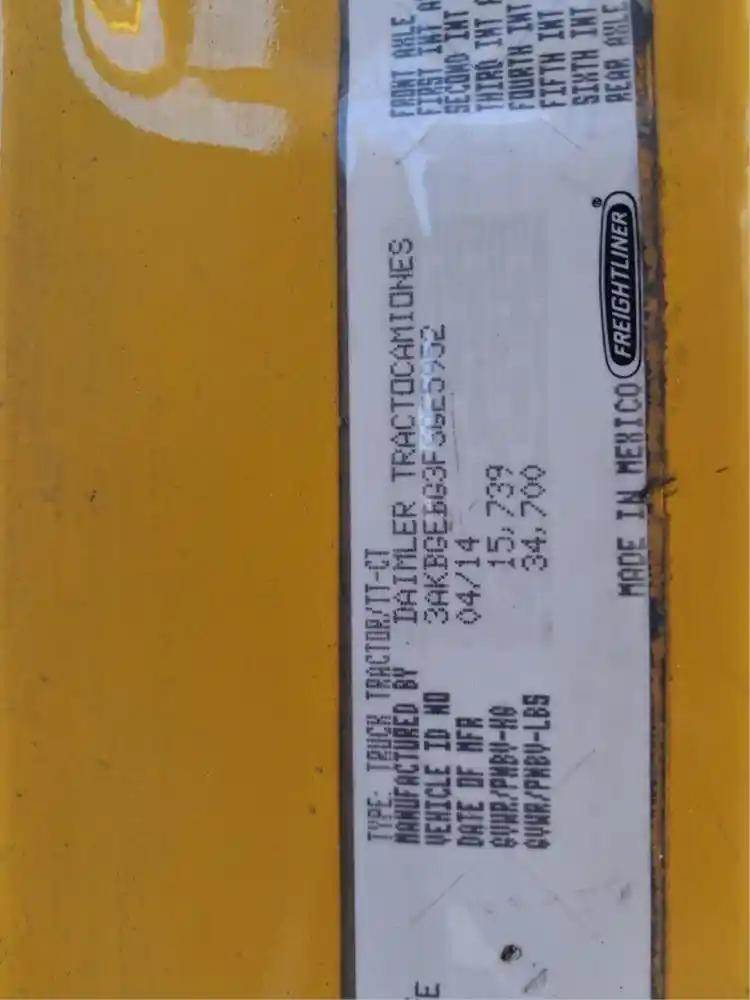 TYPE: TRUCK TRACTOR/TT-CT
MANUFACTURED BY DAIMLER TRACTOCAMIONES
VEHICLE ID NO 3AKBGEBG3FSGE5952
DATE OF MFR 04/14
GVWR/PNBV-KG 15,739
GVWR/PNBV-LBS 34,700
MADE IN MEXICO FREIGHTLINER®
FRONT AXLE
FIRST INT
SECOND INT
THIRD INT
FOURTH INT
FIFTH INT
SIXTH INT
REAR AXLE